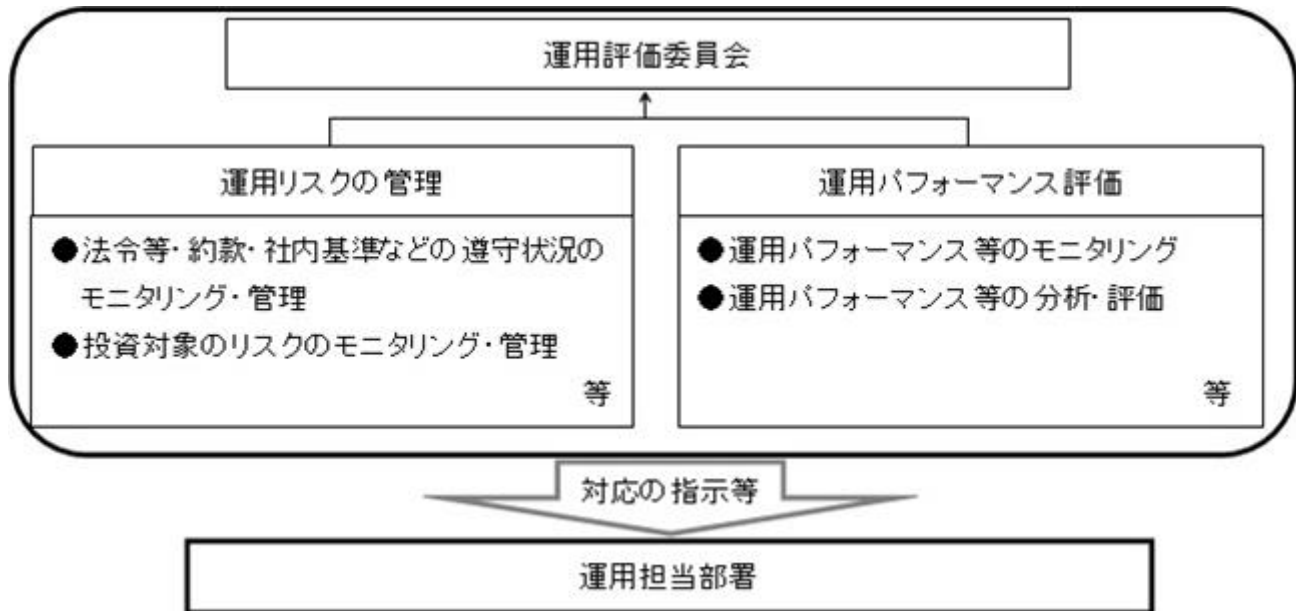 運用評価委員会
運用リスクの管理
●法令等・約款・社内基準などの遵守状況の
モニタリング・管理
●投資対象のリスクのモニタリング・管理
等
運用パフォーマンス評価
●運用パフォーマンス等のモニタリング
●運用パフォーマンス等の分析・評価
等
対応の指示等
運用担当部署